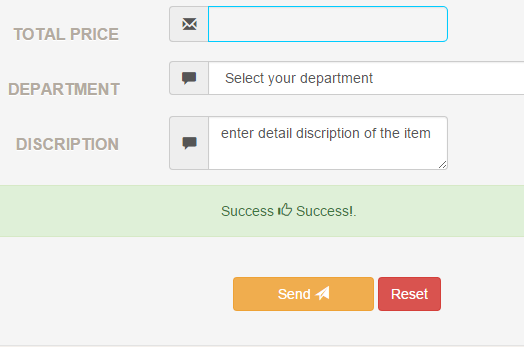 TOTAL PRICE
DEPARTMENT
Select your department
DISCRIPTION
enter detail discription of the item
Success Success!.
Send
Reset